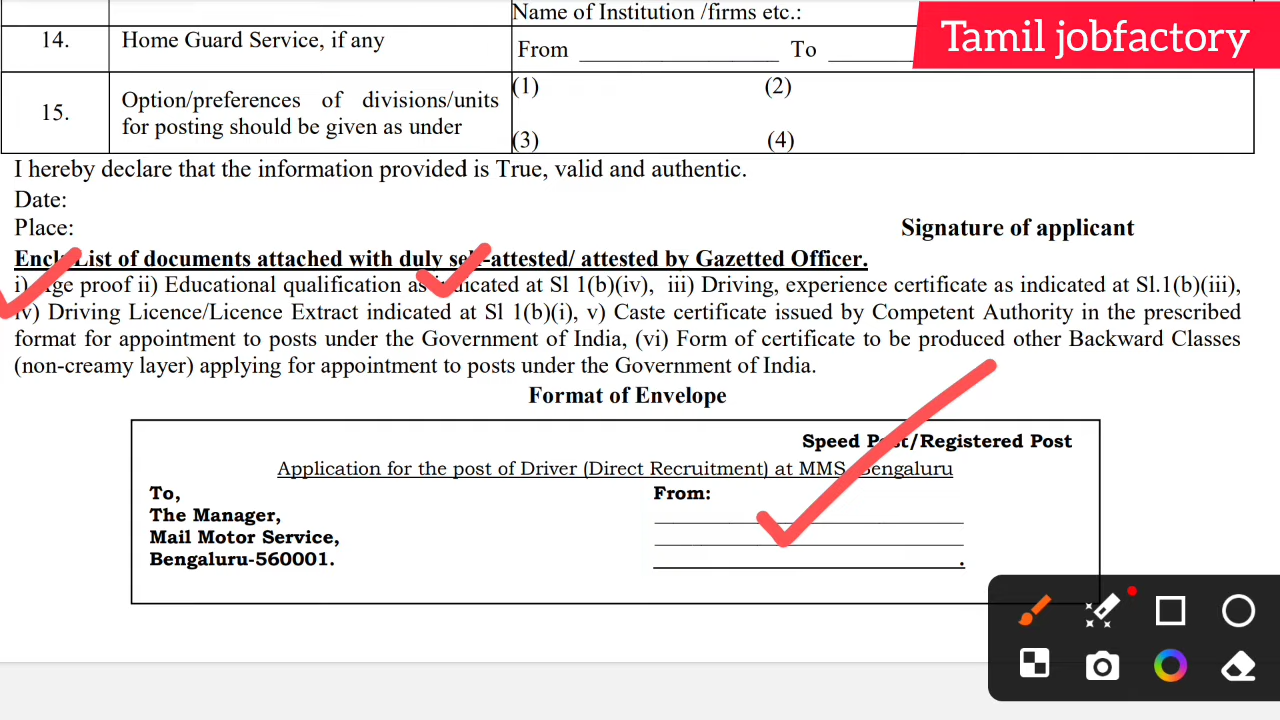 Name of Institution /firms etc.:
Tamil jobfactory
14. Home Guard Service, if any
From ____________________ To
15. Option/preferences of divisions/units
for posting should be given as under
(1) (2)
(3) (4)
I hereby declare that the information provided is True, valid and authentic.
Date:
Place:
Signature of applicant
List of documents attached with duly attested/ attested by Gazetted Officer.
i) proof ii) Educational qualification as at Sl 1(b)(iv), iii) Driving, experience certificate as indicated at Sl.1(b)(iii),
iv) Driving Licence/Licence Extract indicated at Sl 1(b)(i), v) Caste certificate issued by Competent Authority in the prescribed
format for appointment to posts under the Government of India, (vi) Form of certificate to be produced other Backward Classes
(non-creamy layer) applying for appointment to posts under the Government of India.
Format of Envelope
Speed Post/Registered Post
Application for the post of Driver (Direct Recruitment) at MMS, Bengaluru
To,
The Manager,
Mail Motor Service,
Bengaluru-560001.
From: